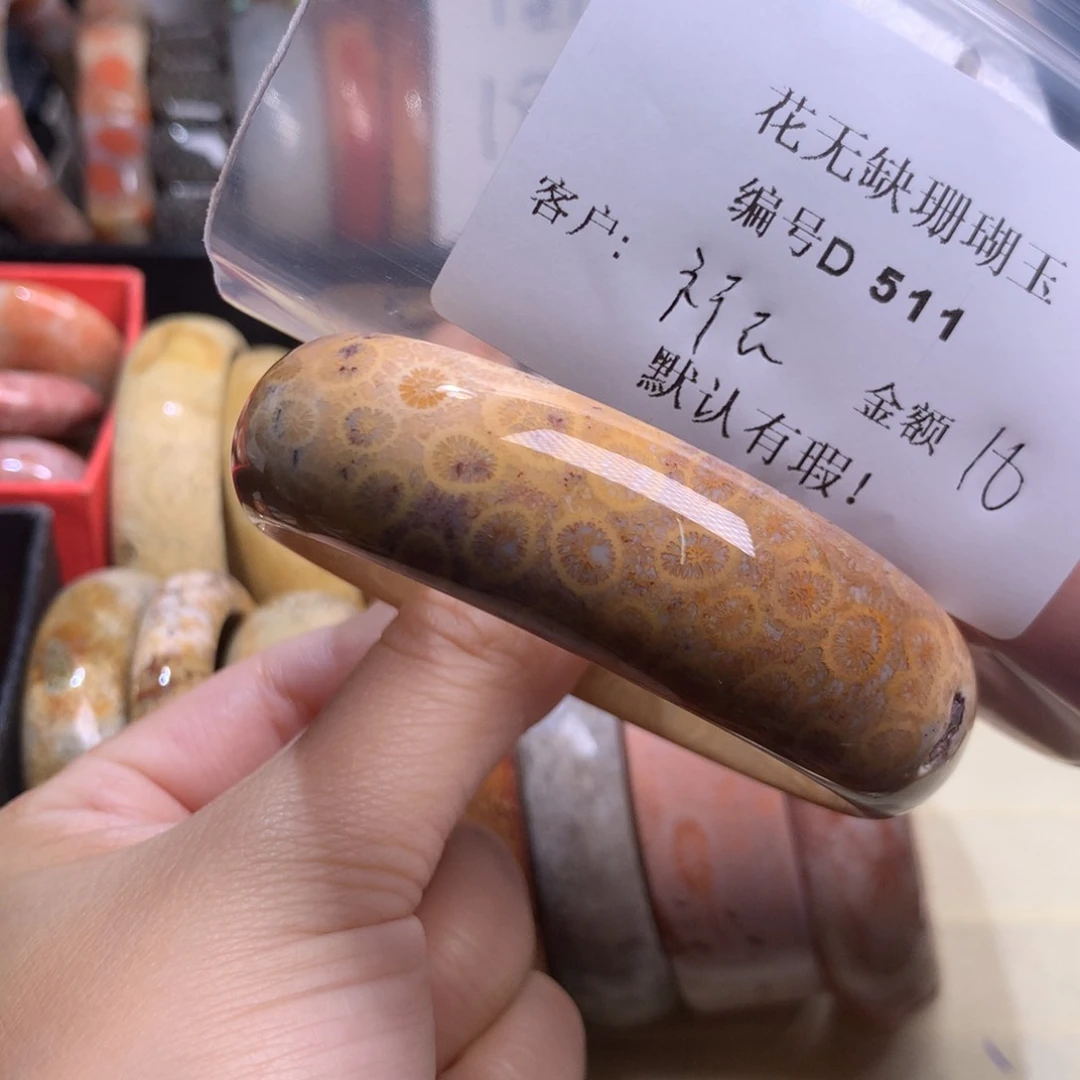 花无缺珊瑚玉
编号D 511
客户:
金额 16
默认有瑕!